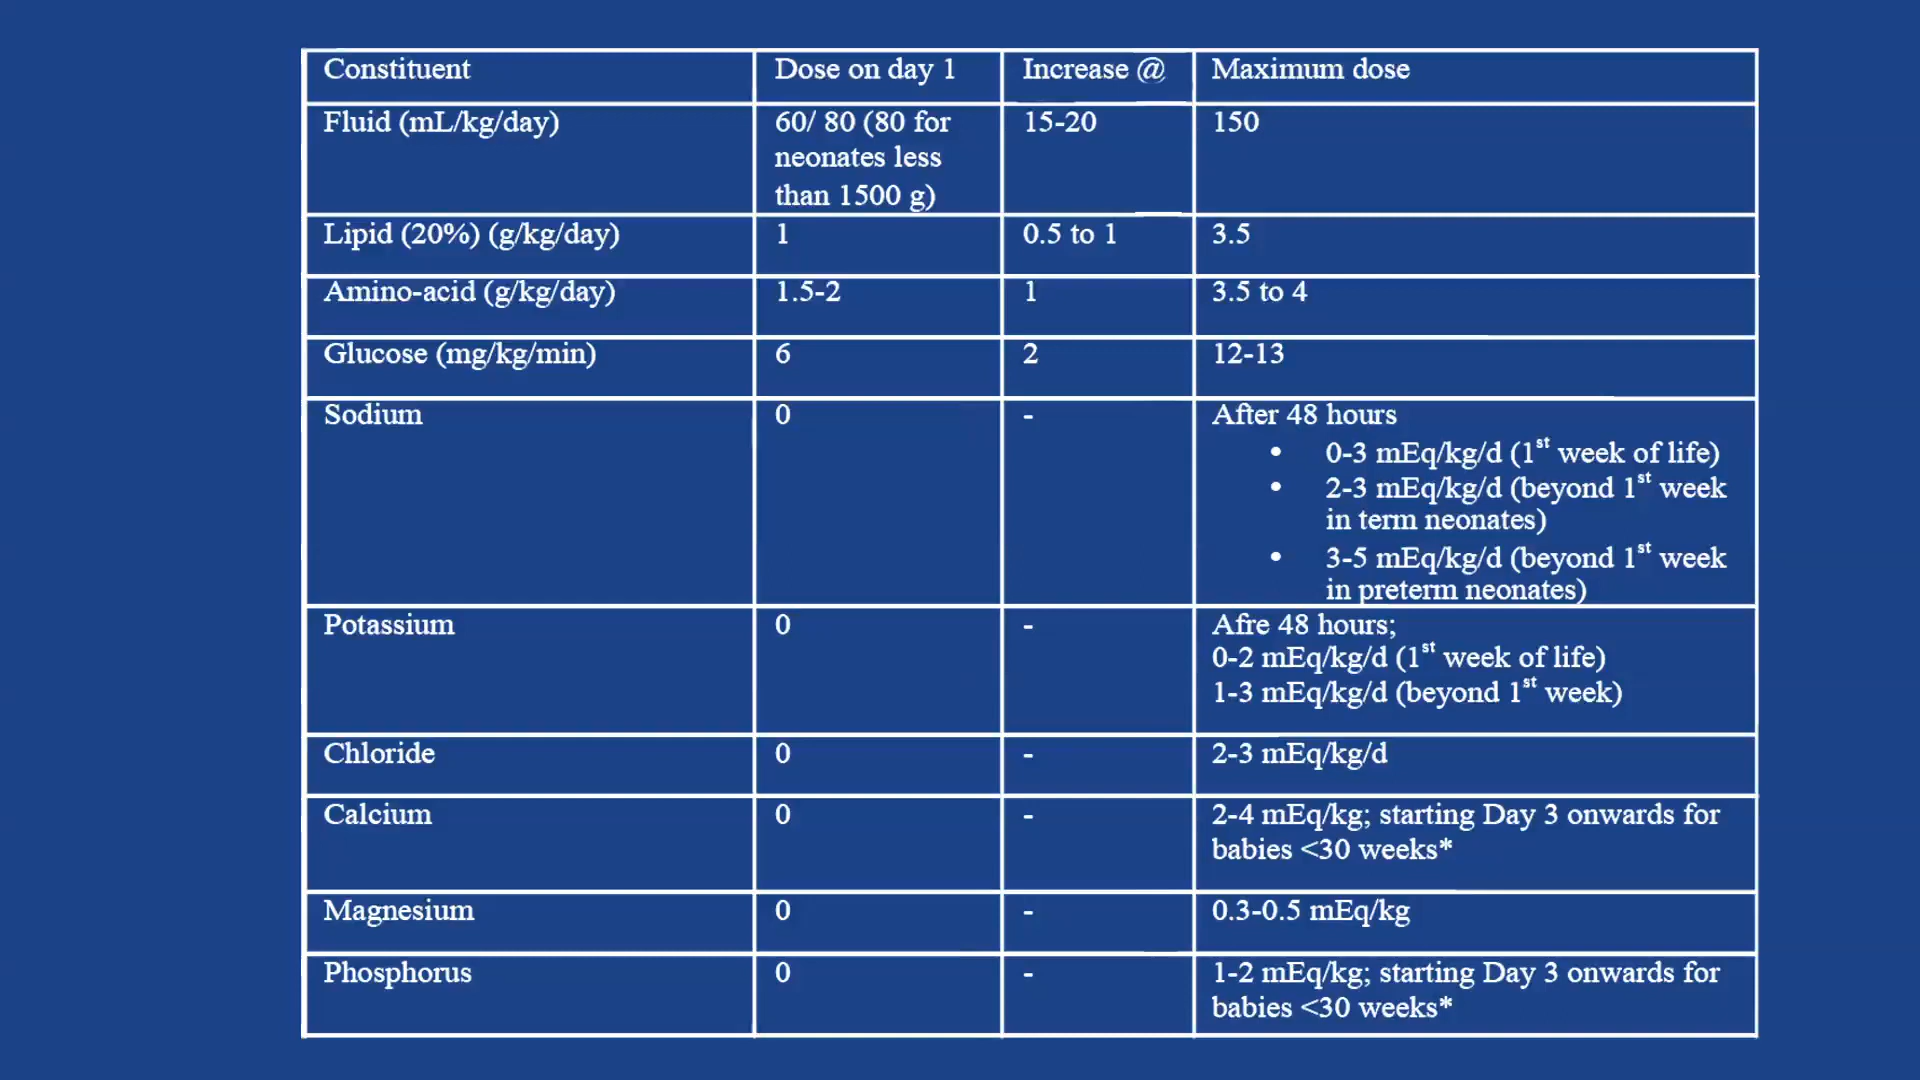 Constituent
Dose on day 1
Increase @
Maximum dose
Fluid (mL/kg/day)
60/ 80 (80 for
neonates less
than 1500 g)
15-20
150
Lipid (20%) (g/kg/day)
1
0.5 to 1
3.5
Amino-acid (g/kg/day)
1.5-2
1
3.5 to 4
Glucose (mg/kg/min)
6
2
12-13
Sodium
0
-
After 48 hours
• 0-3 mEq/kg/d (1st week of life)
• 2-3 mEq/kg/d (beyond 1st week
in term neonates)
• 3-5 mEq/kg/d (beyond 1st week
in preterm neonates)
Potassium
0
-
Afre 48 hours;
0-2 mEq/kg/d (1st week of life)
1-3 mEq/kg/d (beyond 1st week)
Chloride
0
-
2-3 mEq/kg/d
Calcium
0
-
2-4 mEq/kg; starting Day 3 onwards for
babies <30 weeks*
Magnesium
0
-
0.3-0.5 mEq/kg
Phosphorus
0
-
1-2 mEq/kg; starting Day 3 onwards for
babies <30 weeks*